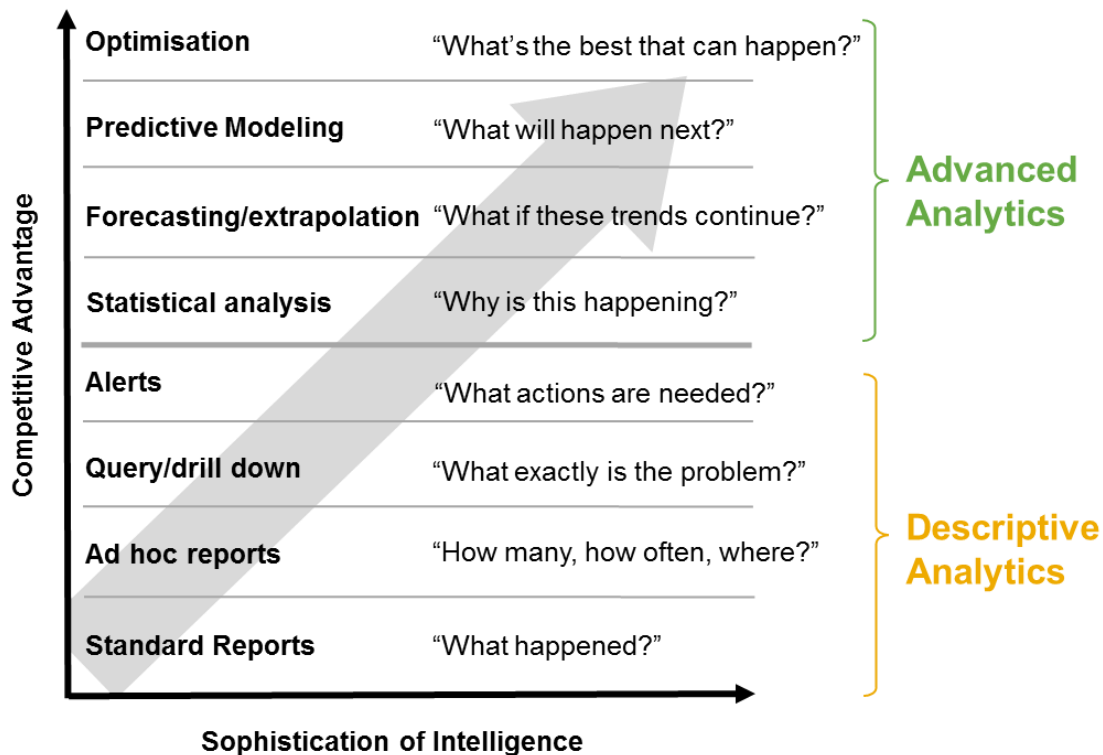 Optimisation “What’s the best that can happen?”
Predictive Modeling “What will happen next?”
Forecasting/extrapolation “What if these trends continue?”
Statistical analysis “Why is this happening?”
Advanced
Analytics
Alerts “What actions are needed?”
Query/drill down “What exactly is the problem?”
Ad hoc reports “How many, how often, where?”
Standard Reports “What happened?”
Descriptive
Analytics
Competitive Advantage
Sophistication of Intelligence